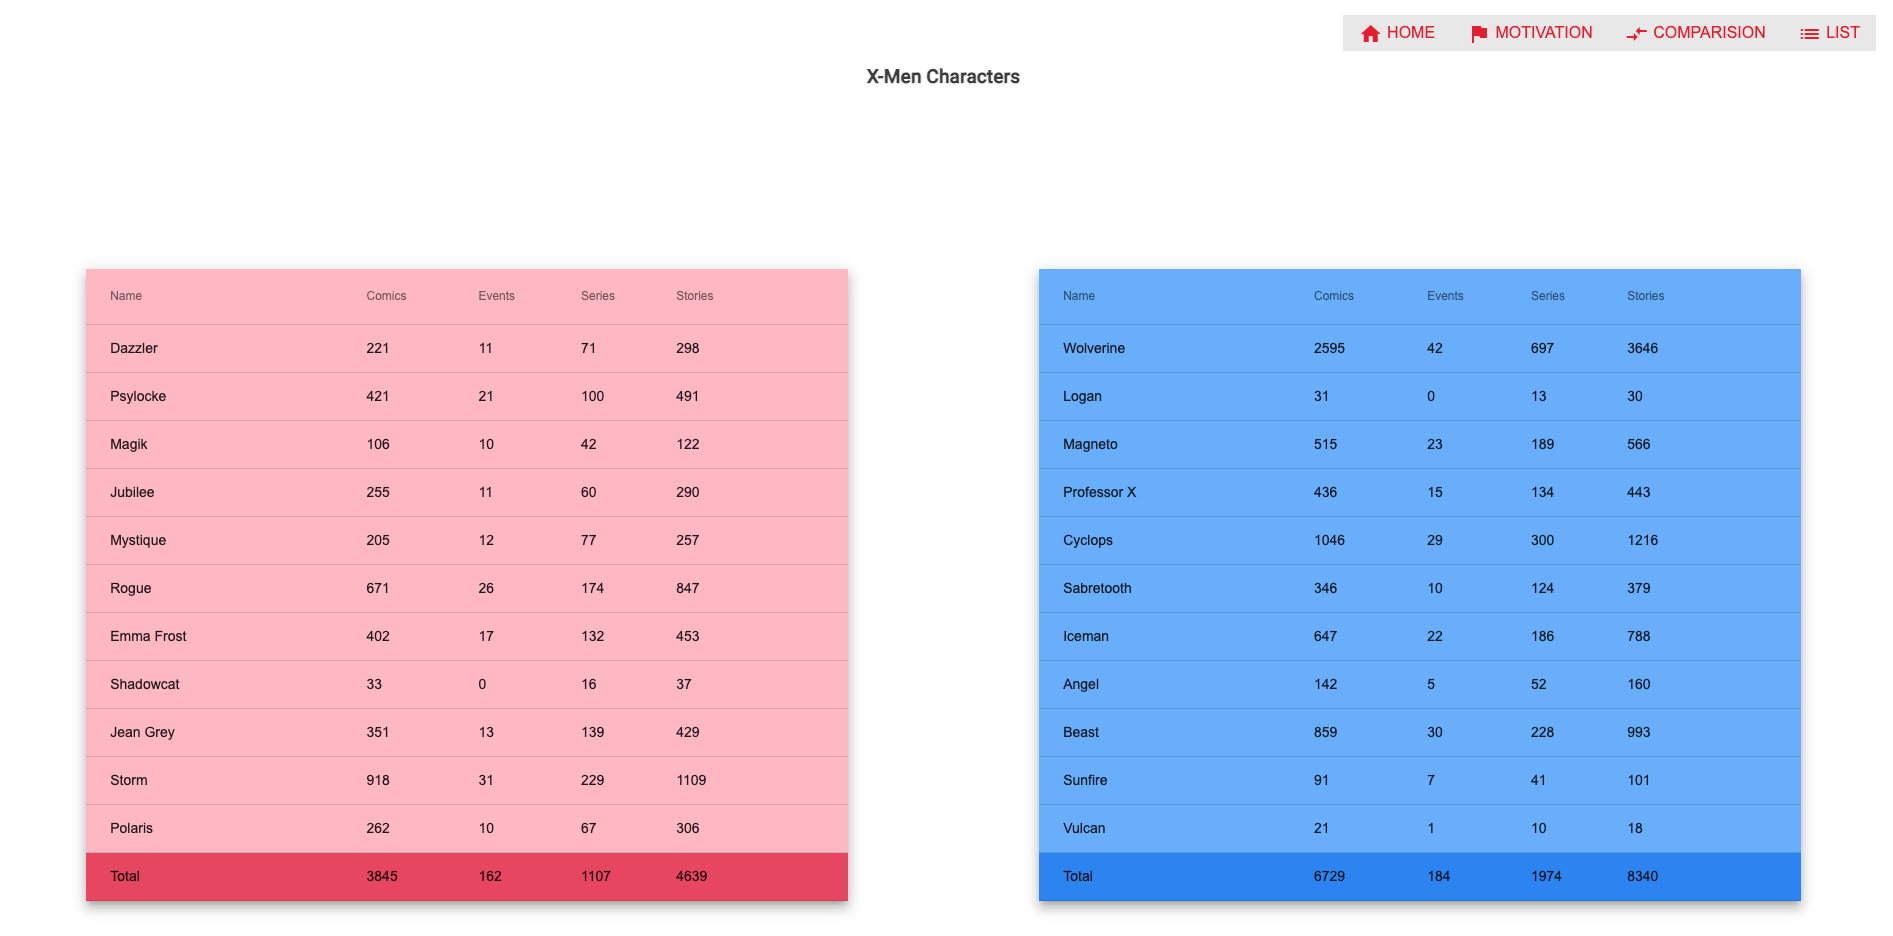 HOME MOTIVATION COMPARISION LIST
X-Men Characters
Name Comics Events Series Stories
Dazzler 221 11 71 298
Psylocke 421 21 100 491
Magik 106 10 42 122
Jubilee 255 11 60 290
Mystique 205 12 77 257
Rogue 671 26 174 847
Emma Frost 402 17 132 453
Shadowcat 33 0 16 37
Jean Grey 351 13 139 429
Storm 918 31 229 1109
Polaris 262 10 67 306
Total 3845 162 1107 4639
Name Comics Events Series Stories
Wolverine 2595 42 697 3646
Logan 31 0 13 30
Magneto 515 23 189 566
Professor X 436 15 134 443
Cyclops 1046 29 300 1216
Sabretooth 346 10 124 379
Iceman 647 22 186 788
Angel 142 5 52 160
Beast 859 30 228 993
Sunfire 91 7 41 101
Vulcan 21 1 10 18
Total 6729 184 1974 8340